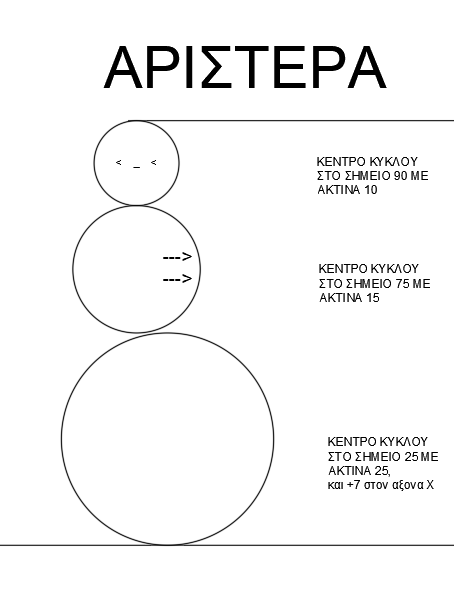 ΑΡΙΣΤΕΡΑ
< _ <
ΚΕΝΤΡΟ ΚΥΚΛΟΥ
ΣΤΟ ΣΗΜΕΙΟ 90 ΜΕ
ΑΚΤΙΝΑ 10
--->
--->
ΚΕΝΤΡΟ ΚΥΚΛΟΥ
ΣΤΟ ΣΗΜΕΙΟ 75 ΜΕ
ΑΚΤΙΝΑ 15
ΚΕΝΤΡΟ ΚΥΚΛΟΥ
ΣΤΟ ΣΗΜΕΙΟ 25 ΜΕ
ΑΚΤΙΝΑ 25,
και +7 στον αξονα Χ